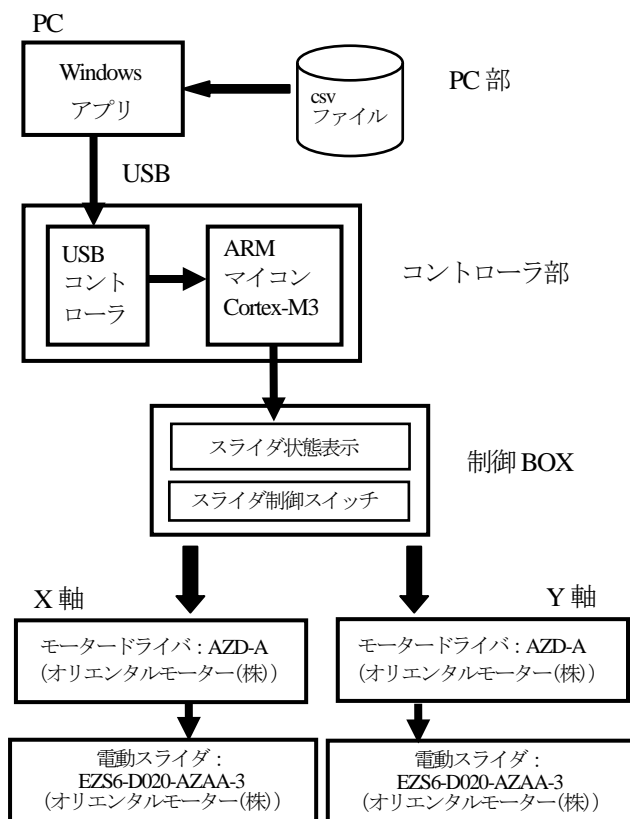 PC
Windows
アプリ
csv
ファイル
PC 部
USB
USB
コント
ローラ
ARM
マイコン
Cortex-M3
コントローラ部
スライダ状態表示
スライダ制御スイッチ
制御 BOX
X 軸
Y 軸
モータードライバ：AZD-A
(オリエンタルモーター(株))
モータードライバ：AZD-A
(オリエンタルモーター(株))
電動スライダ：
EZS6-D020-AZAA-3
(オリエンタルモーター(株))
電動スライダ：
EZS6-D020-AZAA-3
(オリエンタルモーター(株))